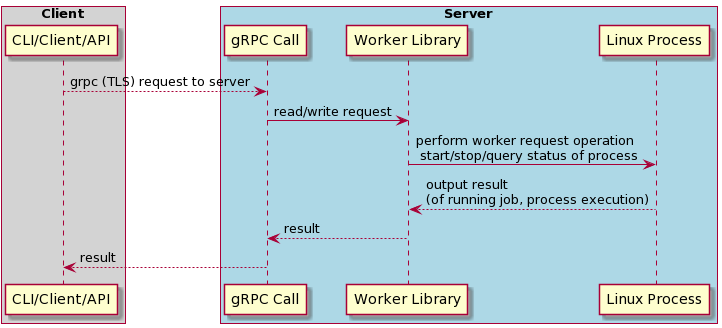 Client
Server
CLI/Client/API
gRPC Call
Worker Library
Linux Process
grpc (TLS) request to server
read/write request
perform worker request operation
start/stop/query status of process
output result
(of running job, process execution)
result
result
CLI/Client/API
gRPC Call
Worker Library
Linux Process